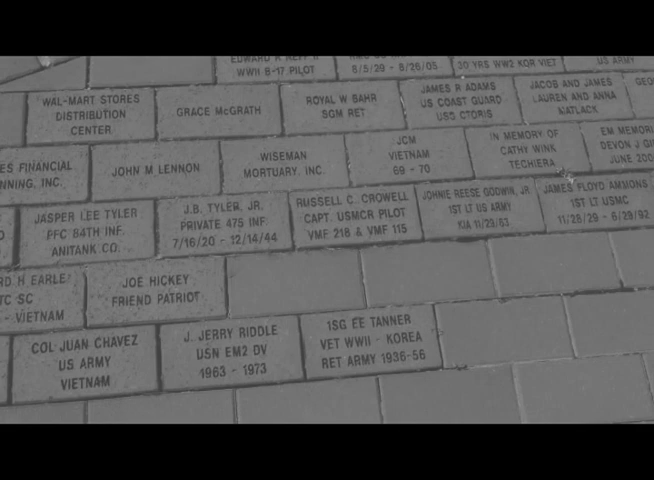 EDWARD R NEFF II
WWII B-17 PILOT
8/5/29 - 9/26/05
30 YRS WW2 KOR VIET
US ARMY
WAL-MART STORES
DISTRIBUTION
CENTER
GRACE McGRATH
ROYAL W BAHR
SGM RET
JAMES R ADAMS
US COAST GUARD
JACOB AND JAMES
LAUREN AND ANNA
MATLACK
ES FINANCIAL
NNING, INC.
JOHN M LENNON
WISEMAN
MORTUARY, INC.
JCM
VIETNAM
69 - 70
IN MEMORY OF
CATHY WINK
TECHIERA
EM MEMORI
DEVON J GI
JUNE 200
JASPER LEE TYLER
PFC 84TH INF.
ANITANK CO.
J.B. TYLER, JR.
PRIVATE 475 INF.
7/16/20 - 12/14/44
RUSSELL C. CROWELL
CAPT. USMCR PILOT
VMF 218 & VMF 115
JOHNIE REESE GODWIN, JR
1ST LT US ARMY
KIA 11/29/63
JAMES FLOYD AMMONS
1ST LT USMC
11/28/29 - 6/29/92
RD H EARLE
TC SC
- VIETNAM
JOE HICKEY
FRIEND PATRIOT
COL JUAN CHAVEZ
US ARMY
VIETNAM
J. JERRY RIDDLE
USN EM2 DV
1963 - 1973
1SG EE TANNER
VET WWII - KOREA
RET ARMY 1936-56